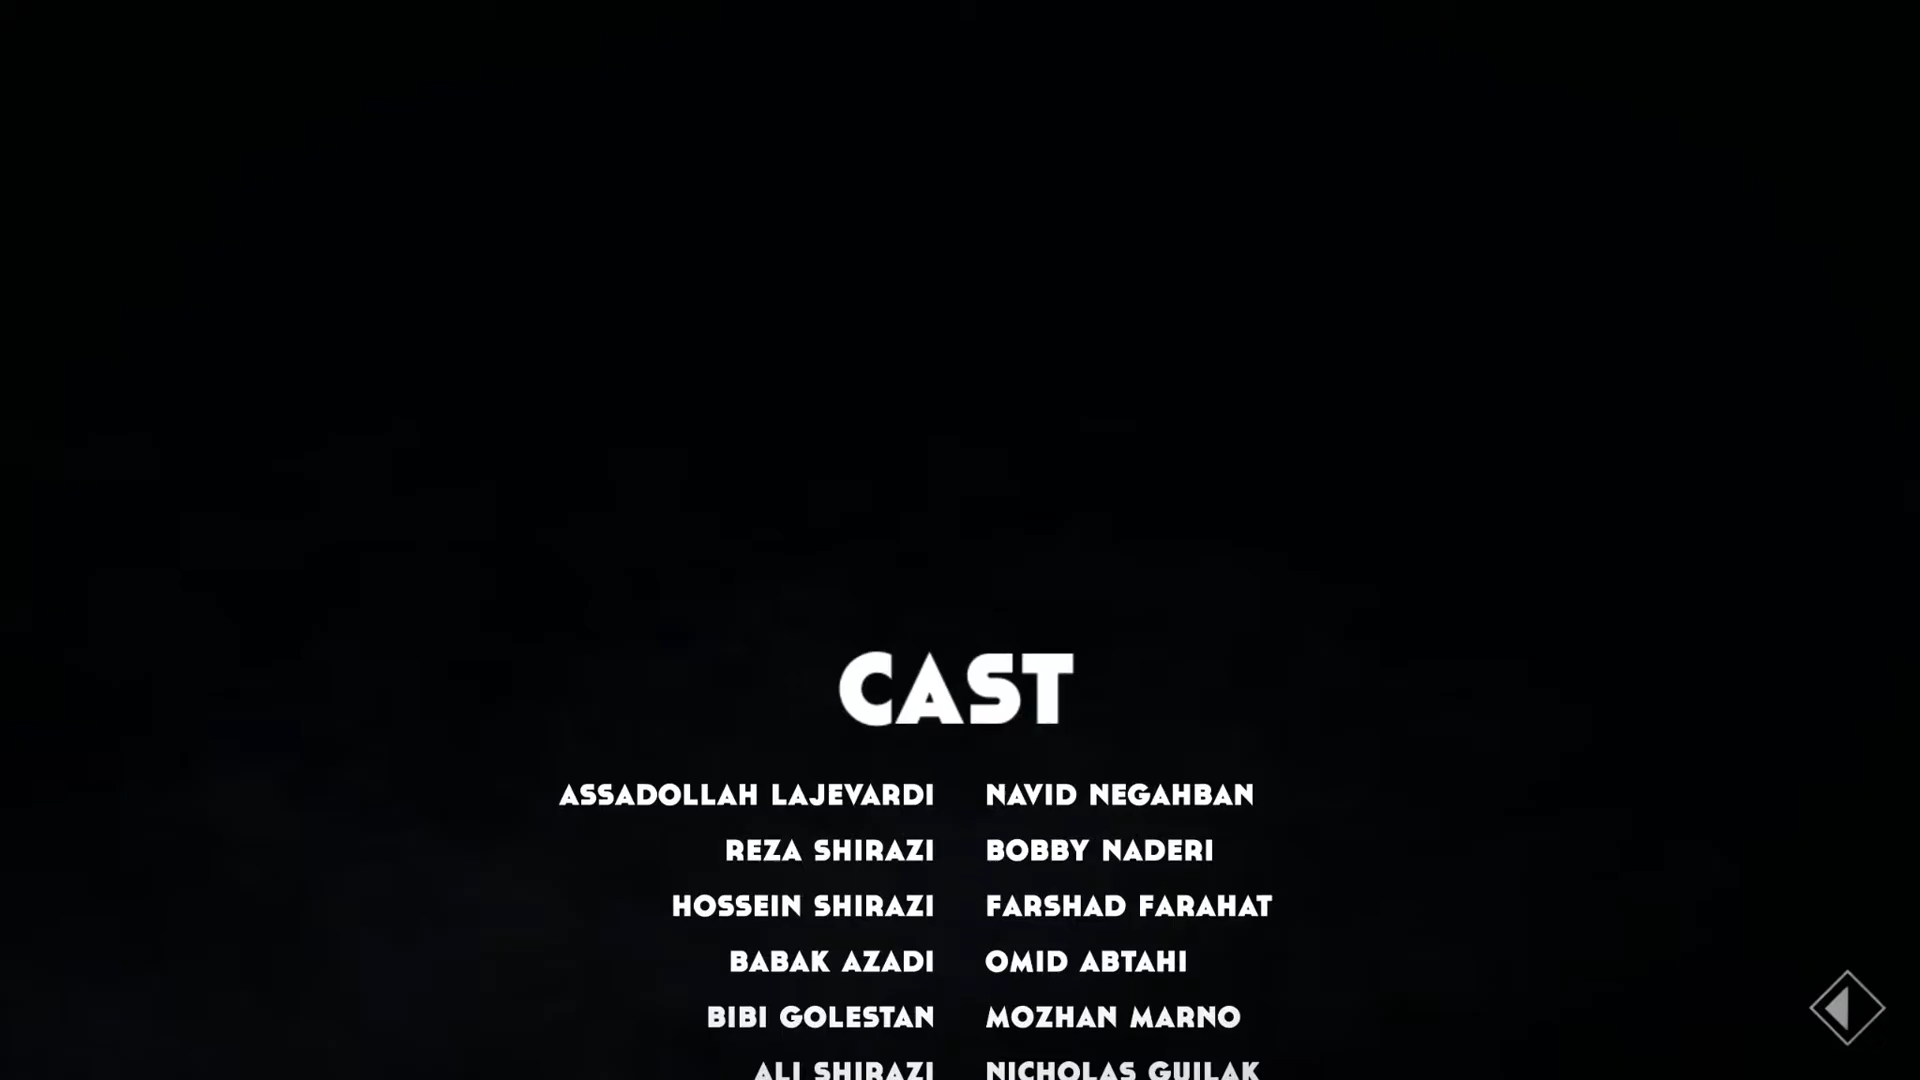 CAST
ASSADOLLAH LAJEVARDI NAVID NEGAHBAN
REZA SHIRAZI BOBBY NADERI
HOSSEIN SHIRAZI FARSHAD FARAHAT
BABAK AZADI OMID ABTAHI
BIBI GOLESTAN MOZHAN MARNO
ALI SHIRAZI NICHOLAS GUILAK